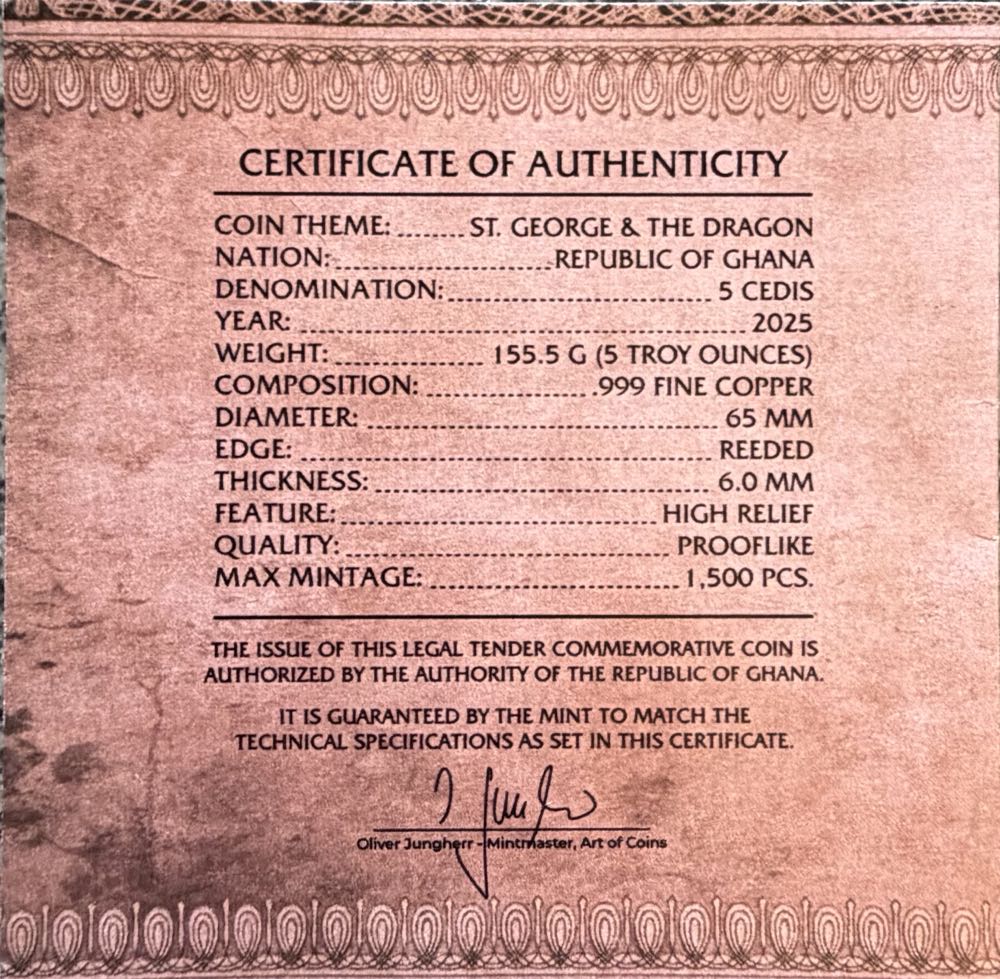 CERTIFICATE OF AUTHENTICITY
COIN THEME:........ ST. GEORGE & THE DRAGON
NATION:...........................REPUBLIC OF GHANA
DENOMINATION:................................. 5 CEDIS
YEAR: ........................................................ 2025
WEIGHT:.................. 155.5 G (5 TROY OUNCES)
COMPOSITION: .....................999 FINE COPPER
DIAMETER: ............................................ 65 MM
EDGE: .................................................... REEDED
THICKNESS: .......................................... 6.0 MM
FEATURE:........................................ HIGH RELIEF
QUALITY: ......................................... PROOFLIKE
MAX MINTAGE: ............................... 1,500 PCS.
THE ISSUE OF THIS LEGAL TENDER COMMEMORATIVE COIN IS
AUTHORIZED BY THE AUTHORITY OF THE REPUBLIC OF GHANA.
IT IS GUARANTEED BY THE MINT TO MATCH THE
TECHNICAL SPECIFICATIONS AS SET IN THIS CERTIFICATE.
Oliver Jungherr - Mintmaster, Art of Coins